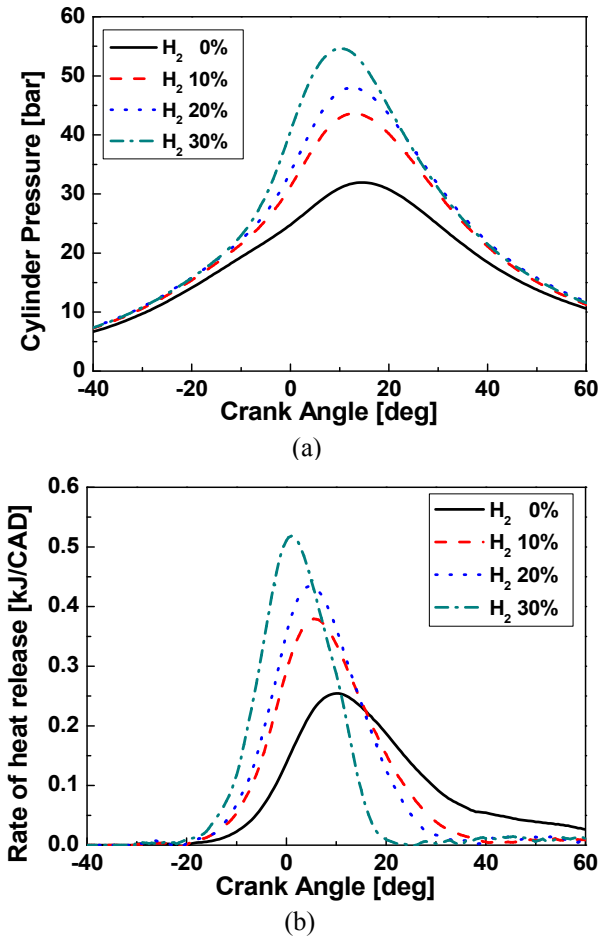 60
50
40
30
20
10
0
Cylinder Pressure [bar]
H₂ 0%
H₂ 10%
H₂ 20%
H₂ 30%
-40 -20 0 20 40 60
Crank Angle [deg]
(a)
0.6
0.5
0.4
0.3
0.2
0.1
0.0
Rate of heat release [kJ/CAD]
H₂ 0%
H₂ 10%
H₂ 20%
H₂ 30%
-40 -20 0 20 40 60
Crank Angle [deg]
(b)